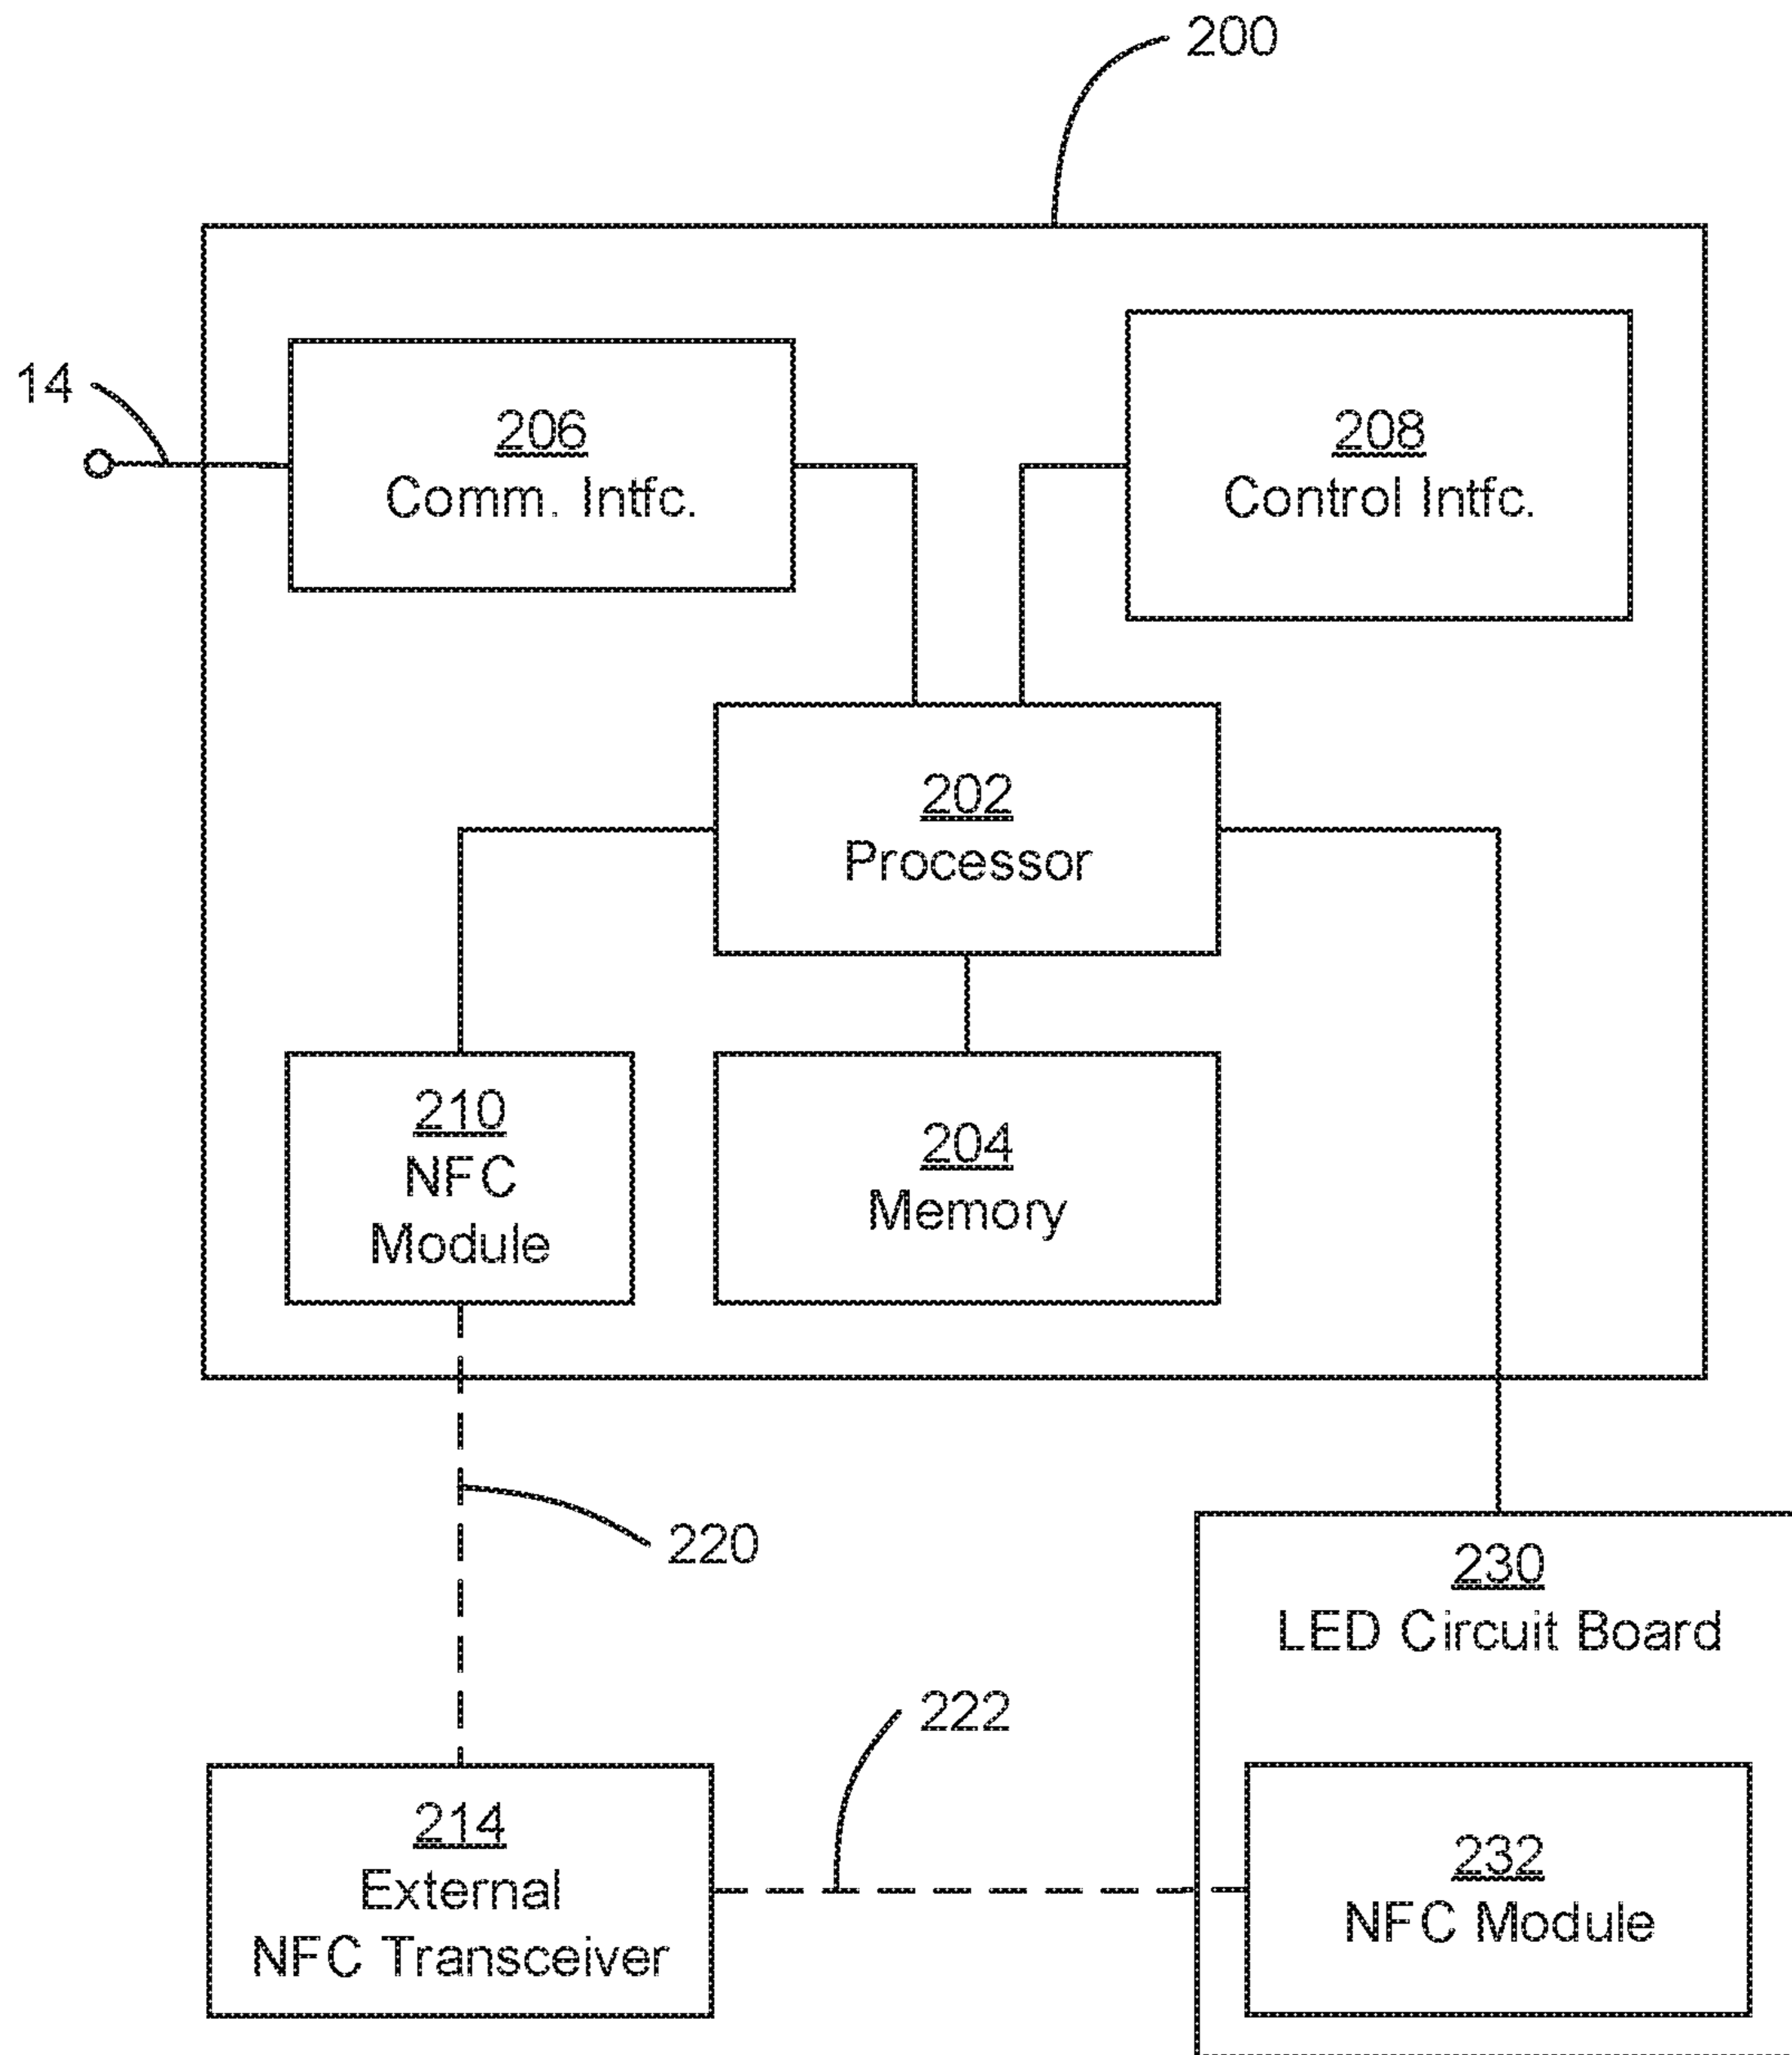 200
14
206
Comm. Intfc.
208
Control Intfc.
202
Processor
210
NFC
Module
204
Memory
220
230
LED Circuit Board
222
214
External
NFC Transceiver
232
NFC Module